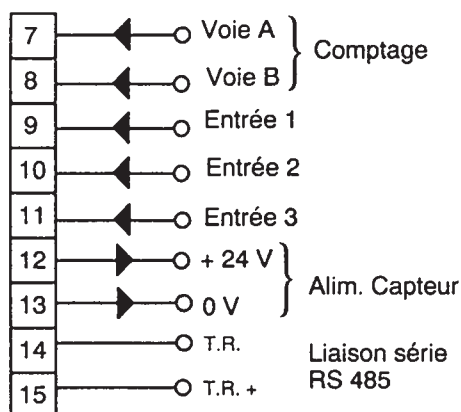 7 Voie A
Comptage
8 Voie B
9 Entrée 1
10 Entrée 2
11 Entrée 3
12 + 24 V
Alim. Capteur
13 0 V
14 T.R.
Liaison série
RS 485
15 T.R. +